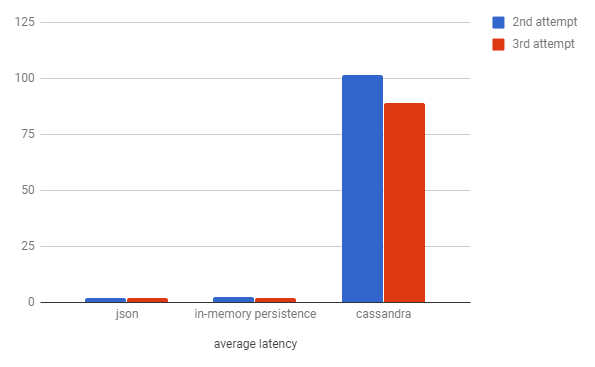 125
100
75
50
25
0
json
in-memory persistence
cassandra
average latency
2nd attempt
3rd attempt